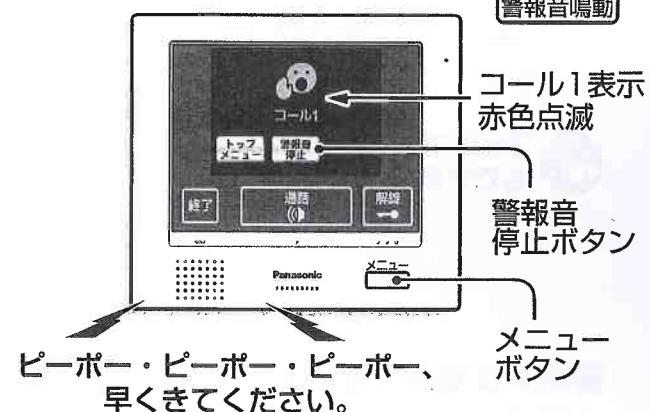 警報音鳴動
コール1表示
赤色点滅
コール1
トップ
メニュー
警報音
停止
終了
通話
解錠
警報音
停止ボタン
Panasonic
メニュー
メニュー
ボタン
ピーポー・ピーポー・ピーポー、
早くきてください。